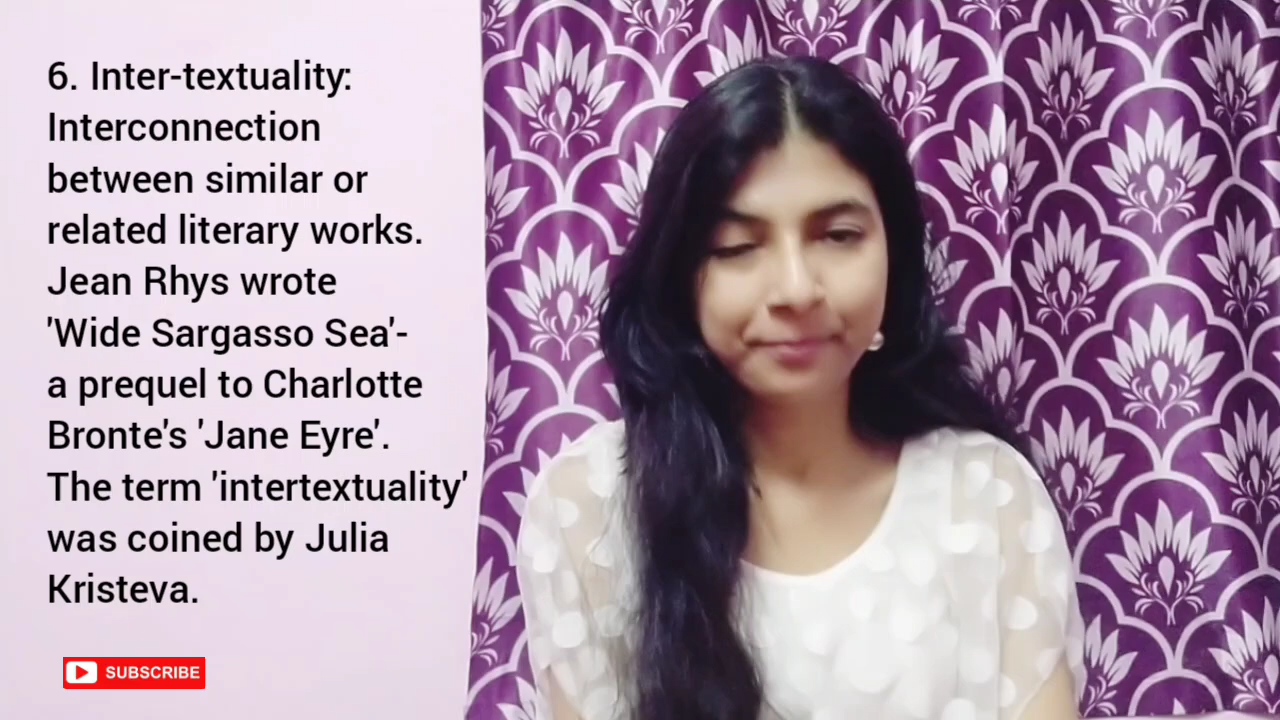 6. Inter-textuality:
Interconnection
between similar or
related literary works.
Jean Rhys wrote
'Wide Sargasso Sea'-
a prequel to Charlotte
Bronte's 'Jane Eyre'.
The term 'intertextuality'
was coined by Julia
Kristeva.
SUBSCRIBE